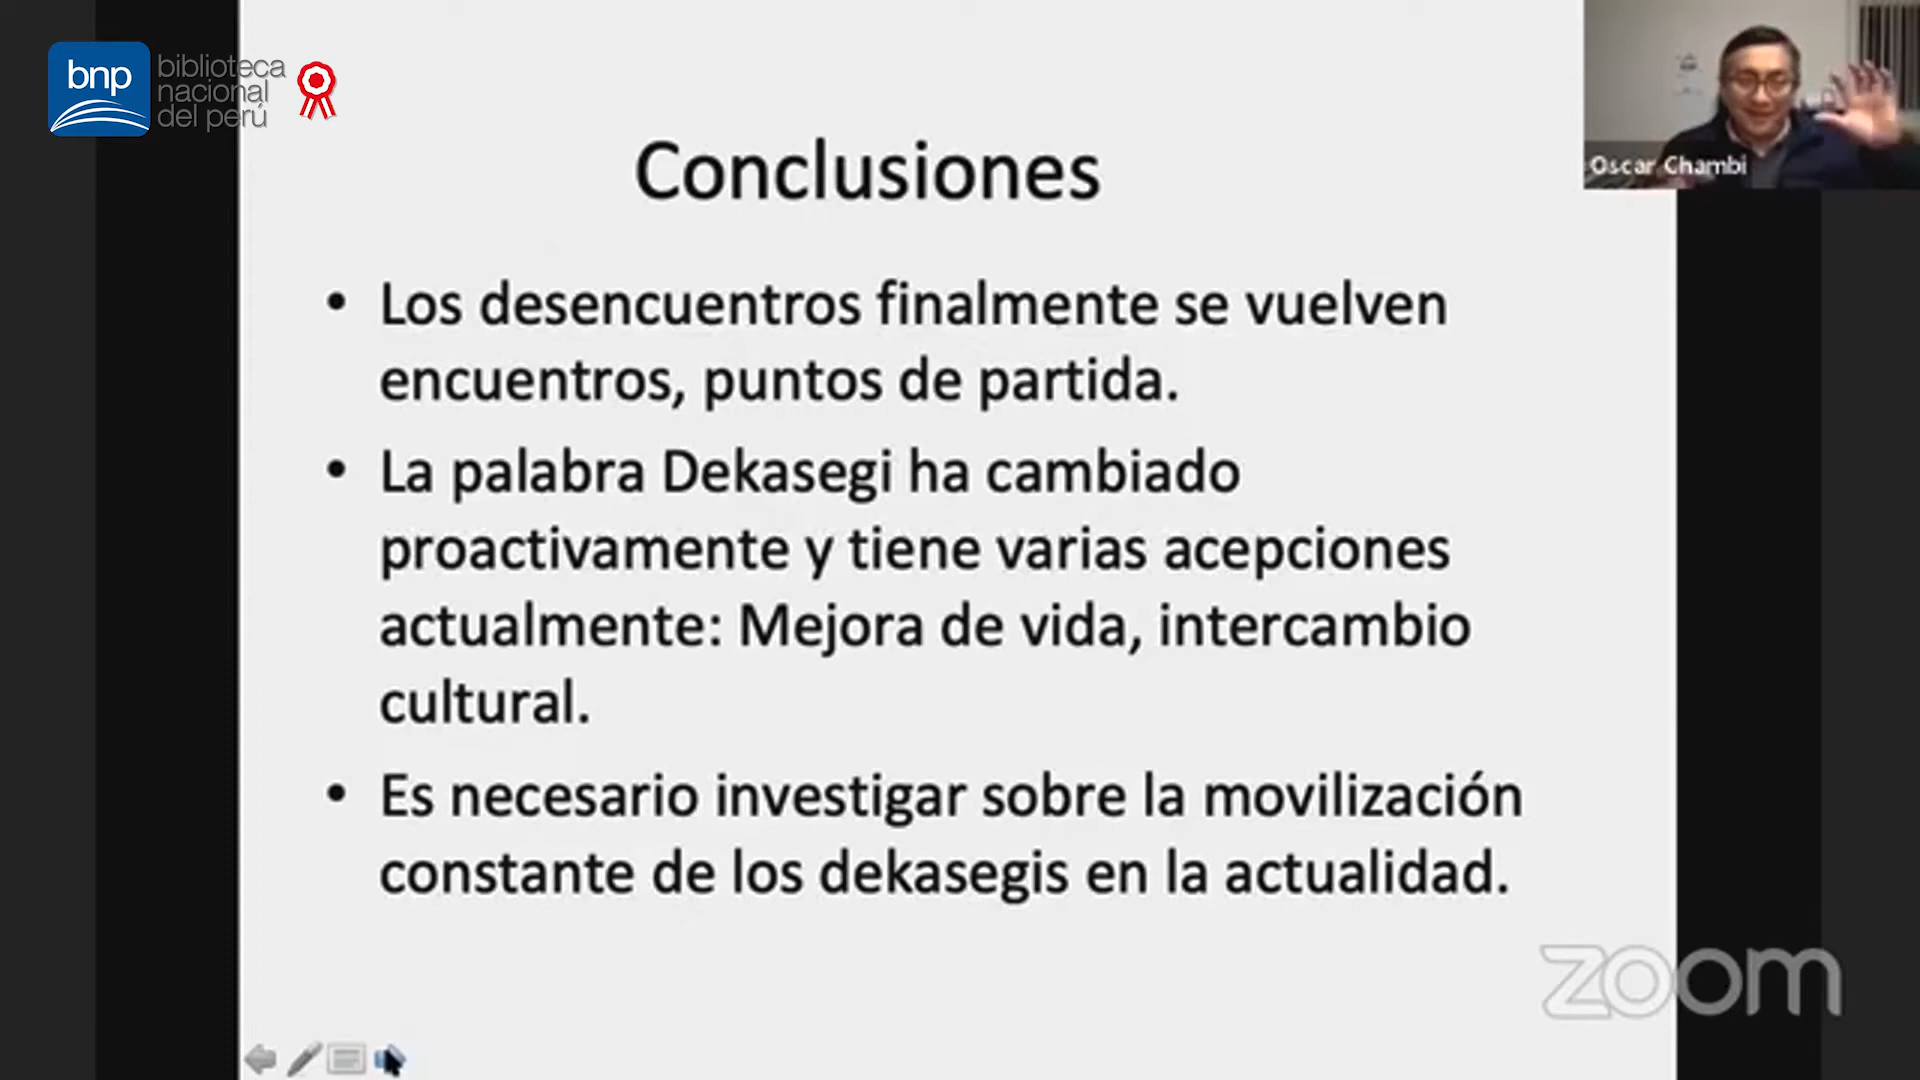 bnp
biblioteca
nacional
del perú
Oscar Chambi
Conclusiones
• Los desencuentros finalmente se vuelven
encuentros, puntos de partida.
• La palabra Dekasegi ha cambiado
proactivamente y tiene varias acepciones
actualmente: Mejora de vida, intercambio
cultural.
• Es necesario investigar sobre la movilización
constante de los dekasegis en la actualidad.
zoom